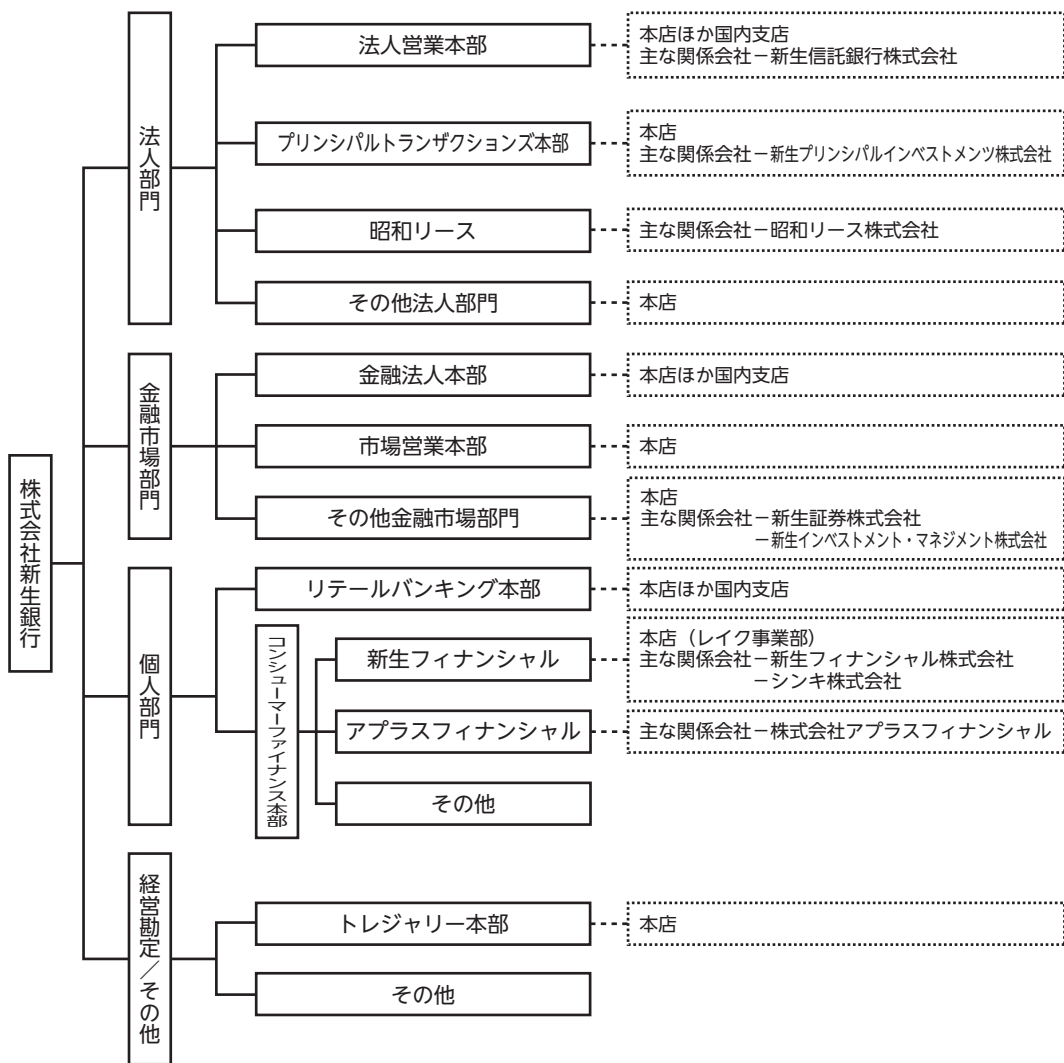 株式会社新生銀行
法人部門
法人営業本部
本店ほか国内支店
主な関係会社－新生信託銀行株式会社
プリンシパルトランザクションズ本部
本店
主な関係会社－新生プリンシパルインベストメンツ株式会社
昭和リース
主な関係会社－昭和リース株式会社
その他法人部門
本店
金融市場部門
金融法人本部
本店ほか国内支店
市場営業本部
本店
その他金融市場部門
本店
主な関係会社－新生証券株式会社
－新生インベストメント・マネジメント株式会社
個人部門
リテールバンキング本部
本店ほか国内支店
コンシューマーファイナンス本部
新生フィナンシャル
本店（レイク事業部）
主な関係会社－新生フィナンシャル株式会社
－シンキ株式会社
アプラスフィナンシャル
主な関係会社－株式会社アプラスフィナンシャル
その他
経営勘定／その他
トレジャリー本部
本店
その他